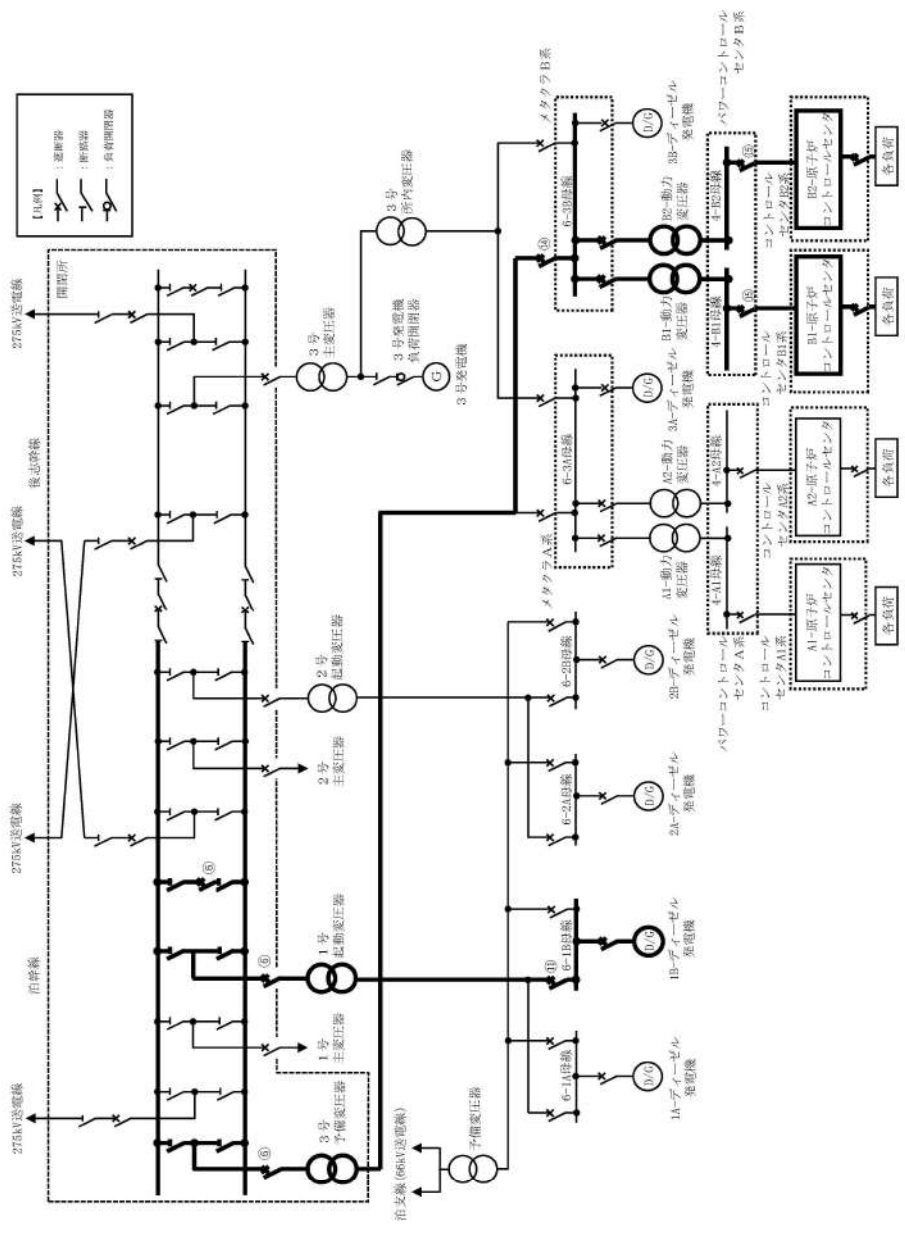 【凡例】
：遮断器
：断路器
：負荷開閉器
開閉所
泊幹線
後志幹線
275kV送電線
275kV送電線
275kV送電線
275kV送電線
⑥
⑥
⑥
3号
予備変圧器
1号
主変圧器
1号
起動変圧器
2号
主変圧器
2号
起動変圧器
3号
主変圧器
3号
所内変圧器
3号発電機
負荷開閉器
G
3号発電機
泊支線(66kV送電線)
予備変圧器
6-1A母線
D/G
1A-ディーゼル
発電機
⑪
6-1B母線
D/G
1B-ディーゼル
発電機
6-2A母線
D/G
2A-ディーゼル
発電機
6-2B母線
D/G
2B-ディーゼル
発電機
メタクラA系
6-3A母線
D/G
3A-ディーゼル
発電機
メタクラB系
⑭
6-3B母線
D/G
3B-ディーゼル
発電機
A1-動力
変圧器
A2-動力
変圧器
B1-動力
変圧器
B2-動力
変圧器
パワーコントロール
センタA系
4-A1母線
4-A2母線
パワーコントロール
センタB系
4-B1母線
4-B2母線
⑮
⑮
コントロール
センタA1系
A1-原子炉
コントロールセンタ
各負荷
コントロール
センタA2系
A2-原子炉
コントロールセンタ
各負荷
コントロール
センタB1系
B1-原子炉
コントロールセンタ
各負荷
コントロール
センタB2系
B2-原子炉
コントロールセンタ
各負荷